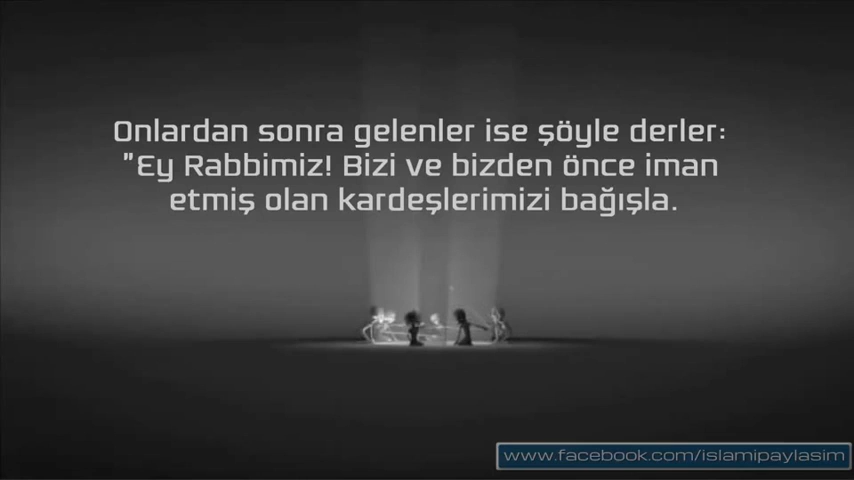 Onlardan sonra gelenler ise şöyle derler:
"Ey Rabbimiz! Bizi ve bizden önce iman
etmiş olan kardeşlerimizi bağışla.
www.facebook.com/islamipaylasim